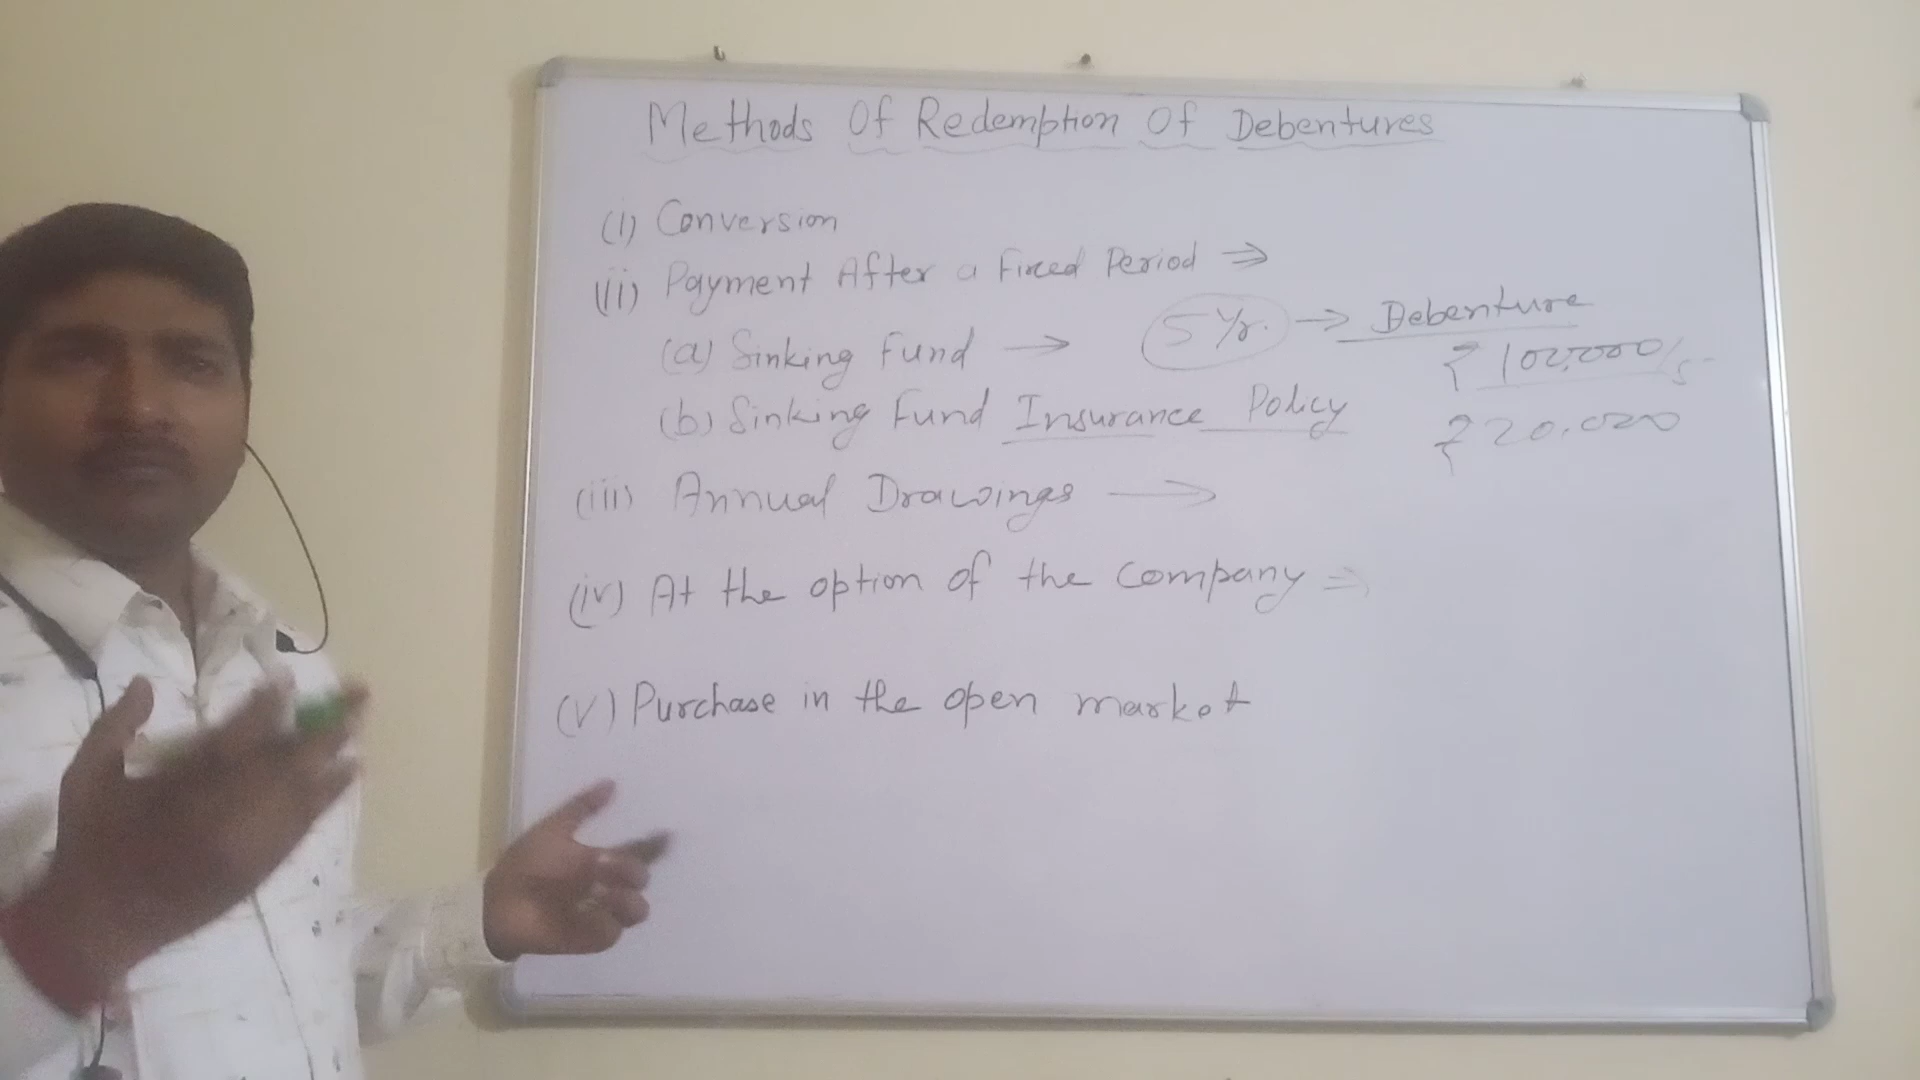 Methods Of Redemption Of Debentures
(i) Conversion
(ii) Payment After a Fixed Period ⇒
5 Yr. → Debenture
(a) Sinking Fund →
₹ 100,000/5
(b) Sinking Fund Insurance Policy
₹20,000
(iii) Annual Drawings →
(iv) At the option of the company ⇒
(v) Purchase in the open market